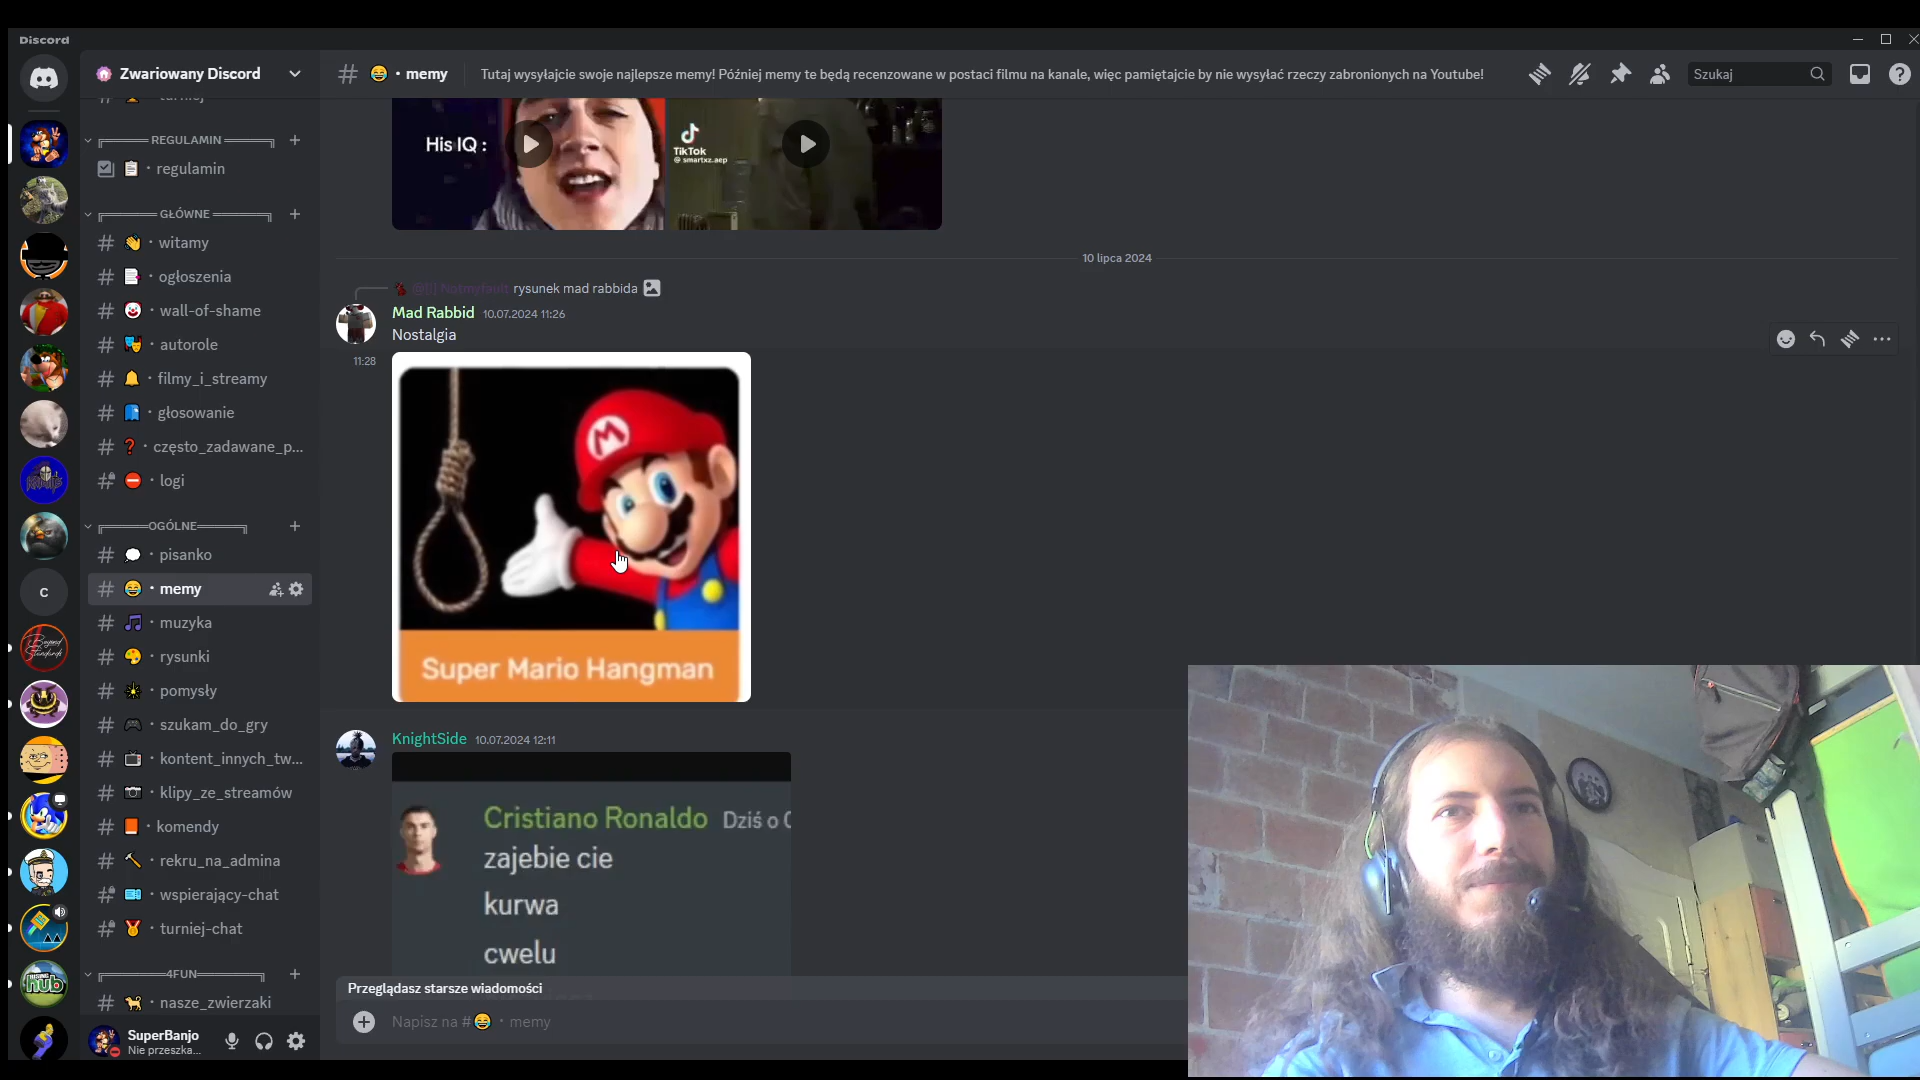 Discord
Zwariowany Discord
memy
Tutaj wysyłajcie swoje najlepsze memy! Później memy te będą recenzowane w postaci filmu na kanale, więc pamiętajcie by nie wysyłać rzeczy zabronionych na Youtube!
Szukaj
turniej
REGULAMIN
regulamin
GŁÓWNE
witamy
ogłoszenia
wall-of-shame
autorole
filmy_i_streamy
głosowanie
często_zadawane_p...
logi
OGÓLNE
pisanko
memy
muzyka
rysunki
pomysły
szukam_do_gry
kontent_innych_tw...
klipy_ze_streamów
komendy
rekru_na_admina
wspierający-chat
turniej-chat
4FUN
nasze_zwierzaki
SuperBanjo
Nie przeszka...
C
His IQ :
TikTok
@ smartxz.aep
10 lipca 2024
rysunek mad rabbida
Mad Rabbid 10.07.2024 11:26
Nostalgia
11:28
M
Super Mario Hangman
KnightSide 10.07.2024 12:11
Cristiano Ronaldo Dziś o
zajebie cie
kurwa
cwelu
Przeglądasz starsze wiadomości
Napisz na # memy